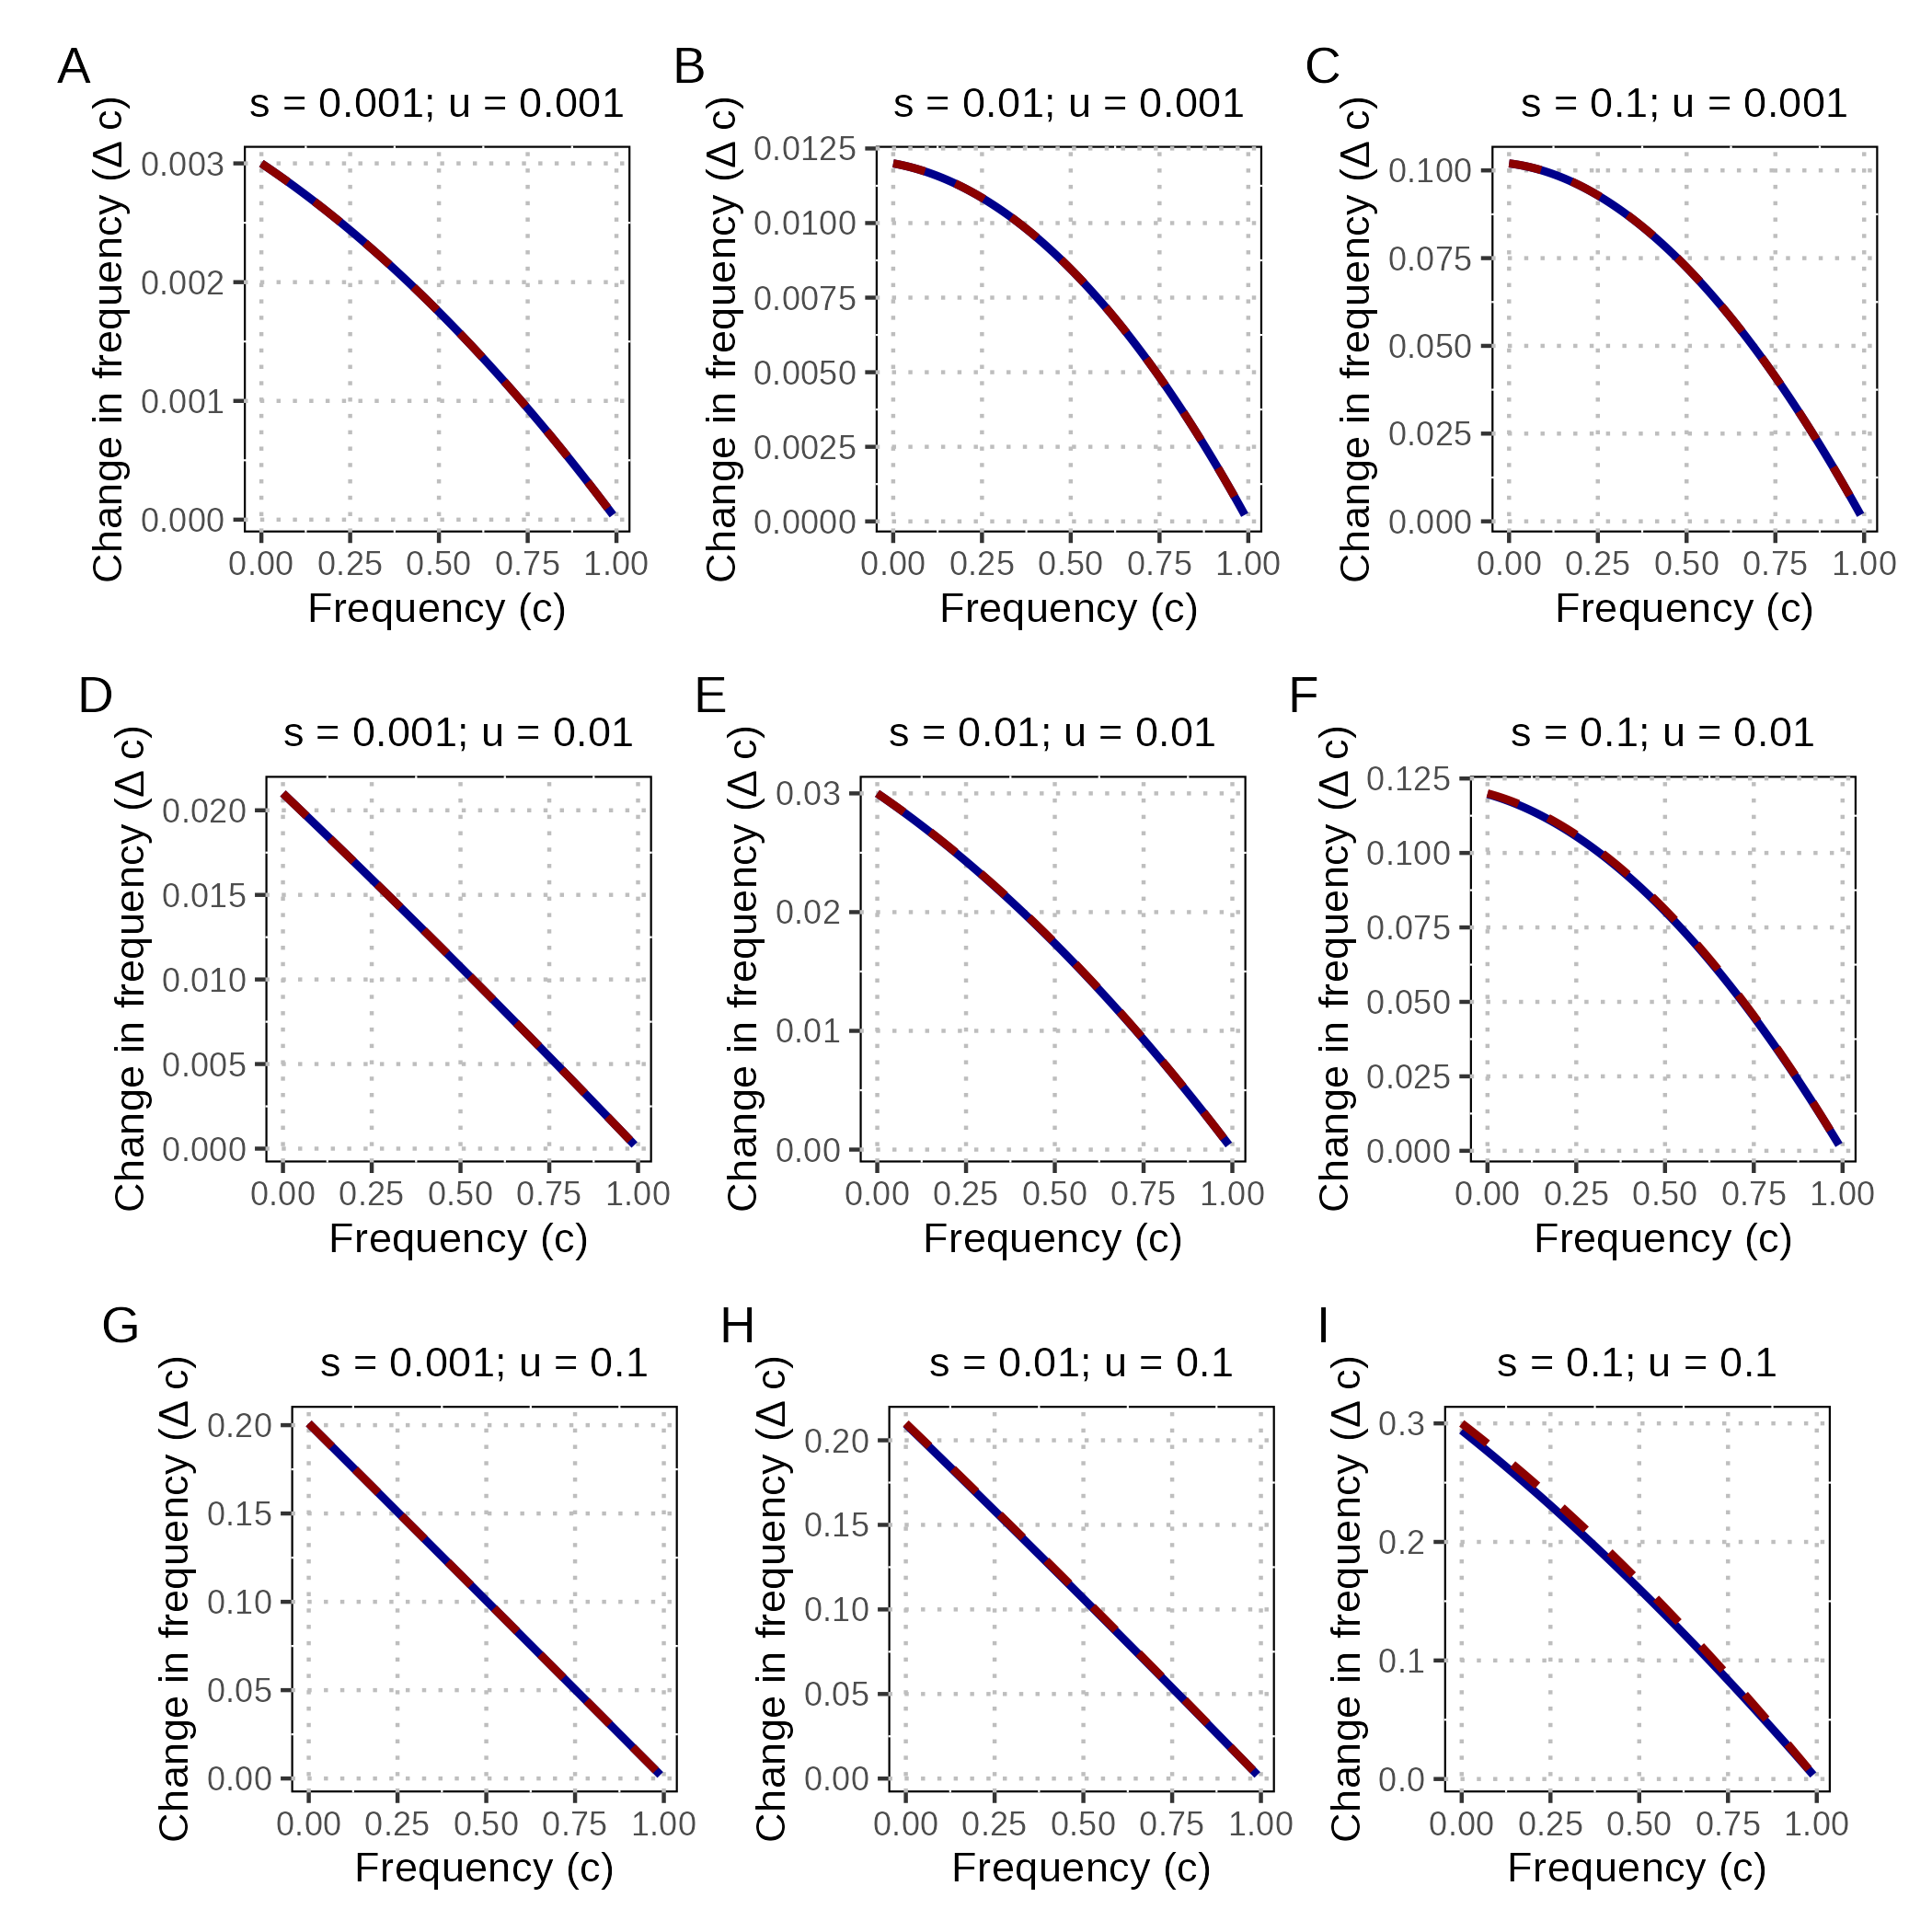 A
s = 0.001; u = 0.001
Change in frequency (Δ c)
0.003
0.002
0.001
0.000
0.00 0.25 0.50 0.75 1.00
Frequency (c)
B
s = 0.01; u = 0.001
Change in frequency (Δ c)
0.0125
0.0100
0.0075
0.0050
0.0025
0.0000
0.00 0.25 0.50 0.75 1.00
Frequency (c)
C
s = 0.1; u = 0.001
Change in frequency (Δ c)
0.100
0.075
0.050
0.025
0.000
0.00 0.25 0.50 0.75 1.00
Frequency (c)
D
s = 0.001; u = 0.01
Change in frequency (Δ c)
0.020
0.015
0.010
0.005
0.000
0.00 0.25 0.50 0.75 1.00
Frequency (c)
E
s = 0.01; u = 0.01
Change in frequency (Δ c)
0.03
0.02
0.01
0.00
0.00 0.25 0.50 0.75 1.00
Frequency (c)
F
s = 0.1; u = 0.01
Change in frequency (Δ c)
0.125
0.100
0.075
0.050
0.025
0.000
0.00 0.25 0.50 0.75 1.00
Frequency (c)
G
s = 0.001; u = 0.1
Change in frequency (Δ c)
0.20
0.15
0.10
0.05
0.00
0.00 0.25 0.50 0.75 1.00
Frequency (c)
H
s = 0.01; u = 0.1
Change in frequency (Δ c)
0.20
0.15
0.10
0.05
0.00
0.00 0.25 0.50 0.75 1.00
Frequency (c)
I
s = 0.1; u = 0.1
Change in frequency (Δ c)
0.3
0.2
0.1
0.0
0.00 0.25 0.50 0.75 1.00
Frequency (c)